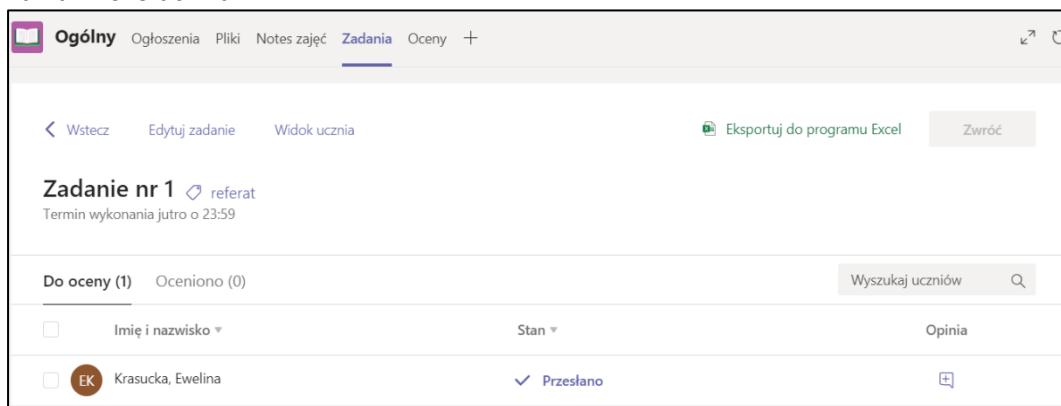 Ogólny Ogłoszenia Pliki Notes zajęć Zadania Oceny +
Wstecz Edytuj zadanie Widok ucznia Eksportuj do programu Excel Zwróć
Zadanie nr 1 referat
Termin wykonania jutro o 23:59
Do oceny (1) Oceniono (0) Wyszukaj uczniów
Imię i nazwisko Stan Opinia
EK Krasucka, Ewelina Przesłano